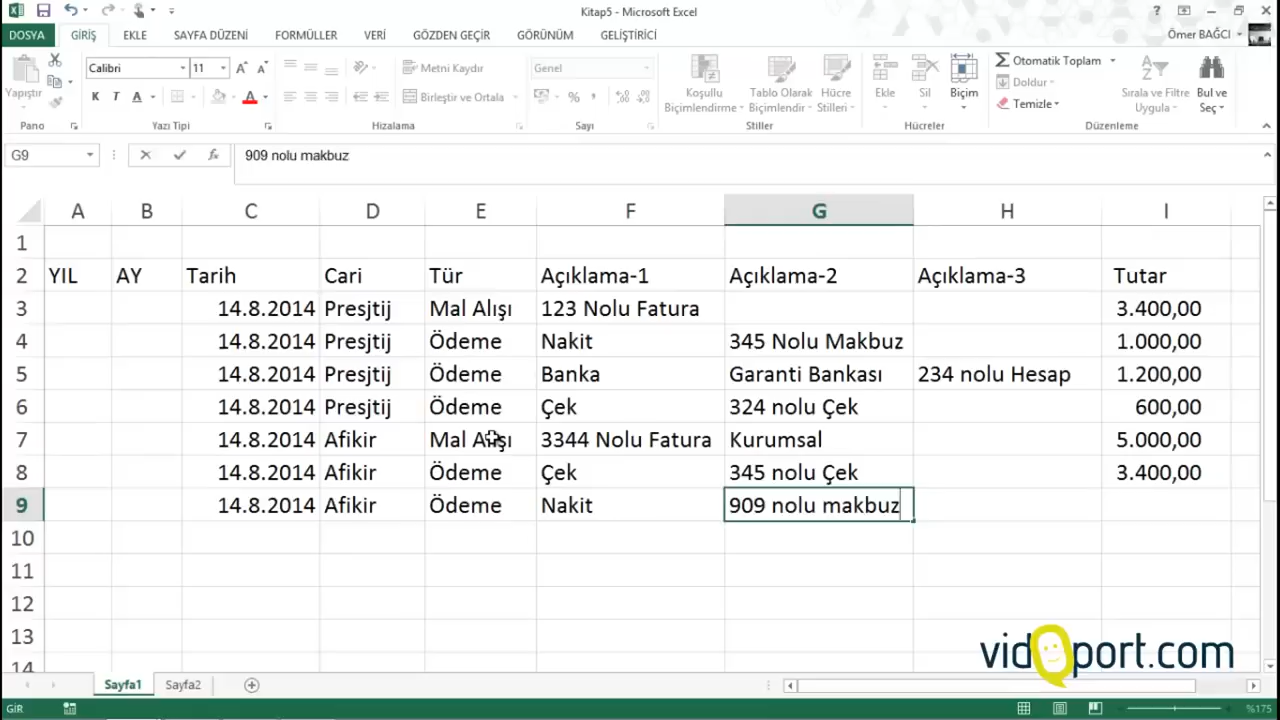 Kitap5 - Microsoft Excel
DOSYA GİRİŞ EKLE SAYFA DÜZENİ FORMÜLLER VERİ GÖZDEN GEÇİR GÖRÜNÜM GELİŞTİRİCİ Ömer BAĞCI
Yapıştır
Calibri 11
K T A
Metni Kaydır
Birleştir ve Ortala
Genel
Koşullu Biçimlendirme
Tablo Olarak Biçimlendir
Hücre Stilleri
Ekle Sil Biçim
Otomatik Toplam
Doldur
Temizle
Sırala ve Filtre Uygula
Bul ve Seç
Pano Yazı Tipi Hizalama Sayı Stiller Hücreler Düzenleme
G9 fx 909 nolu makbuz
A B C D E F G H I
1
2 YIL AY Tarih Cari Tür Açıklama-1 Açıklama-2 Açıklama-3 Tutar
3 14.8.2014 Presjtij Mal Alışı 123 Nolu Fatura 3.400,00
4 14.8.2014 Presjtij Ödeme Nakit 345 Nolu Makbuz 1.000,00
5 14.8.2014 Presjtij Ödeme Banka Garanti Bankası 234 nolu Hesap 1.200,00
6 14.8.2014 Presjtij Ödeme Çek 324 nolu Çek 600,00
7 14.8.2014 Afikir Mal Alışı 3344 Nolu Fatura Kurumsal 5.000,00
8 14.8.2014 Afikir Ödeme Çek 345 nolu Çek 3.400,00
9 14.8.2014 Afikir Ödeme Nakit 909 nolu makbuz
10
11
12
13
14
vidoport.com
Sayfa1 Sayfa2
GİR %175